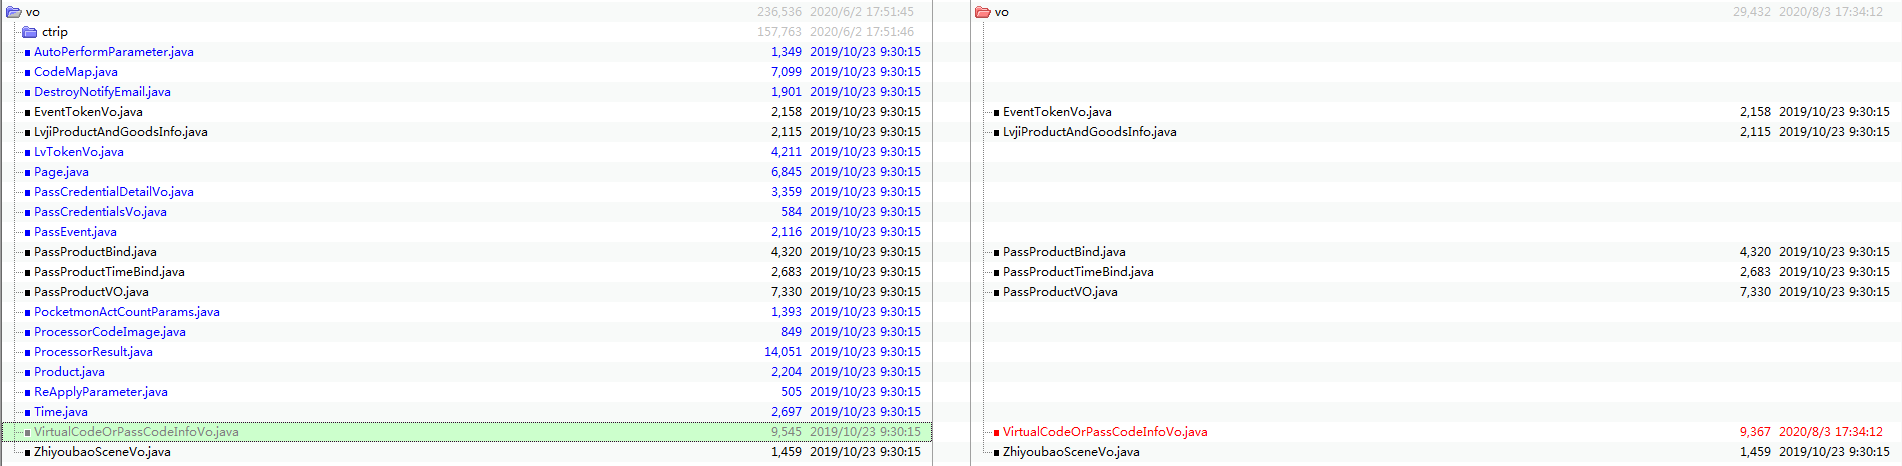 vo 236,536 2020/6/2 17:51:45 vo 29,432 2020/8/3 17:34:12
ctrip 157,763 2020/6/2 17:51:46
AutoPerformParameter.java 1,349 2019/10/23 9:30:15
CodeMap.java 7,099 2019/10/23 9:30:15
DestroyNotifyEmail.java 1,901 2019/10/23 9:30:15
EventTokenVo.java 2,158 2019/10/23 9:30:15 EventTokenVo.java 2,158 2019/10/23 9:30:15
LvjiProductAndGoodsInfo.java 2,115 2019/10/23 9:30:15 LvjiProductAndGoodsInfo.java 2,115 2019/10/23 9:30:15
LvTokenVo.java 4,211 2019/10/23 9:30:15
Page.java 6,845 2019/10/23 9:30:15
PassCredentialDetailVo.java 3,359 2019/10/23 9:30:15
PassCredentialsVo.java 584 2019/10/23 9:30:15
PassEvent.java 2,116 2019/10/23 9:30:15
PassProductBind.java 4,320 2019/10/23 9:30:15 PassProductBind.java 4,320 2019/10/23 9:30:15
PassProductTimeBind.java 2,683 2019/10/23 9:30:15 PassProductTimeBind.java 2,683 2019/10/23 9:30:15
PassProductVO.java 7,330 2019/10/23 9:30:15 PassProductVO.java 7,330 2019/10/23 9:30:15
PocketmonActCountParams.java 1,393 2019/10/23 9:30:15
ProcessorCodeImage.java 849 2019/10/23 9:30:15
ProcessorResult.java 14,051 2019/10/23 9:30:15
Product.java 2,204 2019/10/23 9:30:15
ReApplyParameter.java 505 2019/10/23 9:30:15
Time.java 2,697 2019/10/23 9:30:15
VirtualCodeOrPassCodeInfoVo.java 9,545 2019/10/23 9:30:15 VirtualCodeOrPassCodeInfoVo.java 9,367 2020/8/3 17:34:12
ZhiyoubaoSceneVo.java 1,459 2019/10/23 9:30:15 ZhiyoubaoSceneVo.java 1,459 2019/10/23 9:30:15